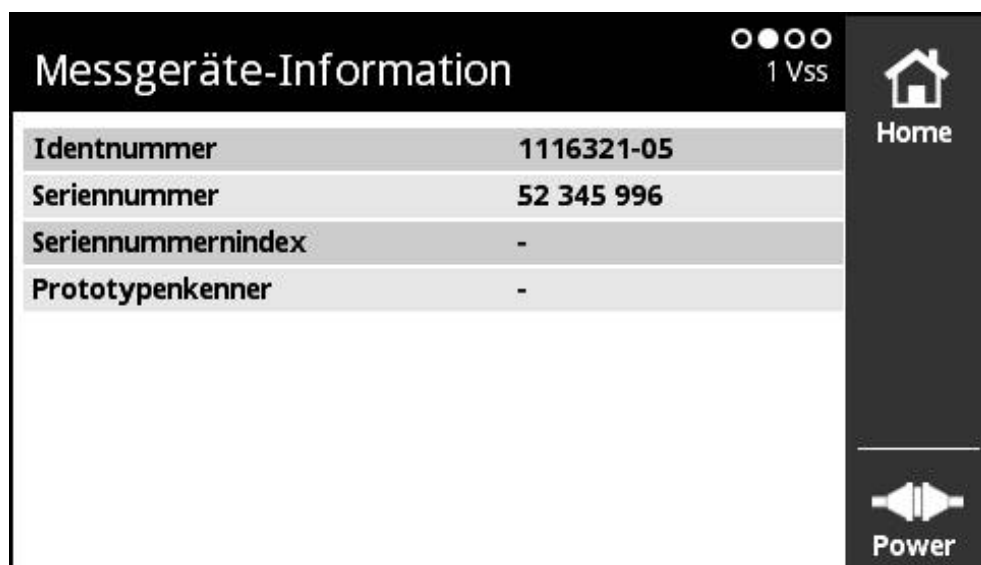 Messgeräte-Information
1 Vss
Home
Identnummer 1116321-05
Seriennummer 52 345 996
Seriennummernindex -
Prototypenkenner -
Power